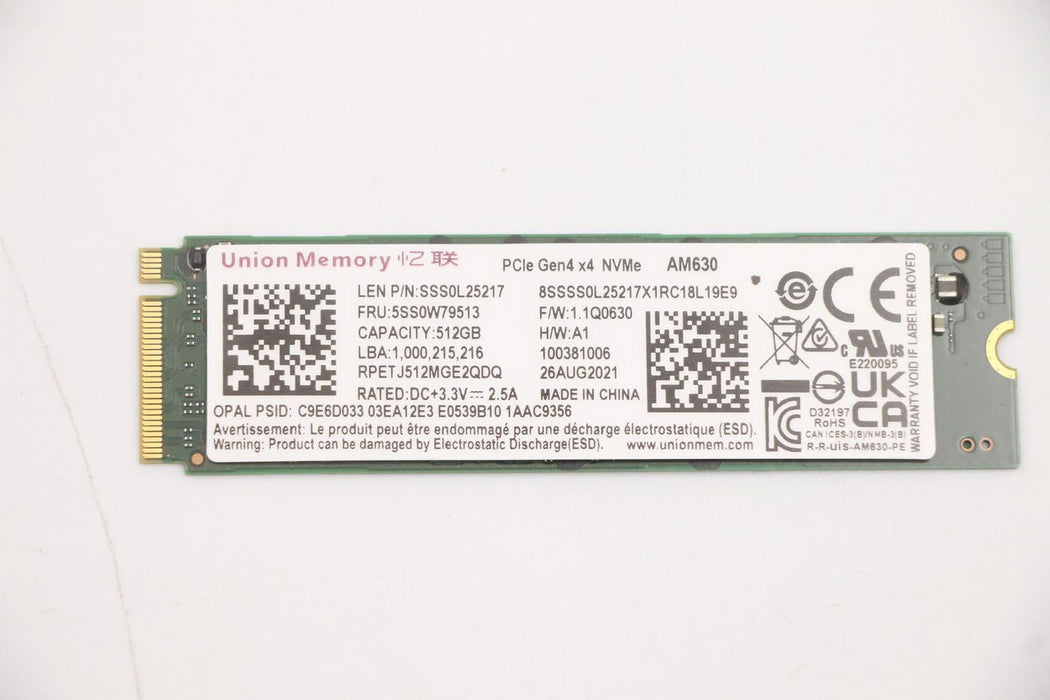 Union Memory 忆联
PCIe Gen4 x4 NVMe AM630
LEN P/N:SSS0L25217
8SSSS0L25217X1RC18L19E9
FRU:5SS0W79513
F/W:1.1Q0630
CAPACITY:512GB
H/W:A1
LBA:1,000,215,216
100381006
RPETJ512MGE2QDQ
26AUG2021
RATED:DC+3.3V⎓2.5A
MADE IN CHINA
OPAL PSID: C9E6D033 03EA12E3 E0539B10 1AAC9356
Avertissement: Le produit peut être endommagé par une décharge électrostatique (ESD).
Warning: Product can be damaged by Electrostatic Discharge(ESD).
www.unionmem.com
CE
c RU us
E220095
UK
CA
D32197
RoHS
CAN ICES-3(B)/NMB-3(B)
R-R-uis-AM630-PE
WARRANTY VOID IF LABEL REMOVED